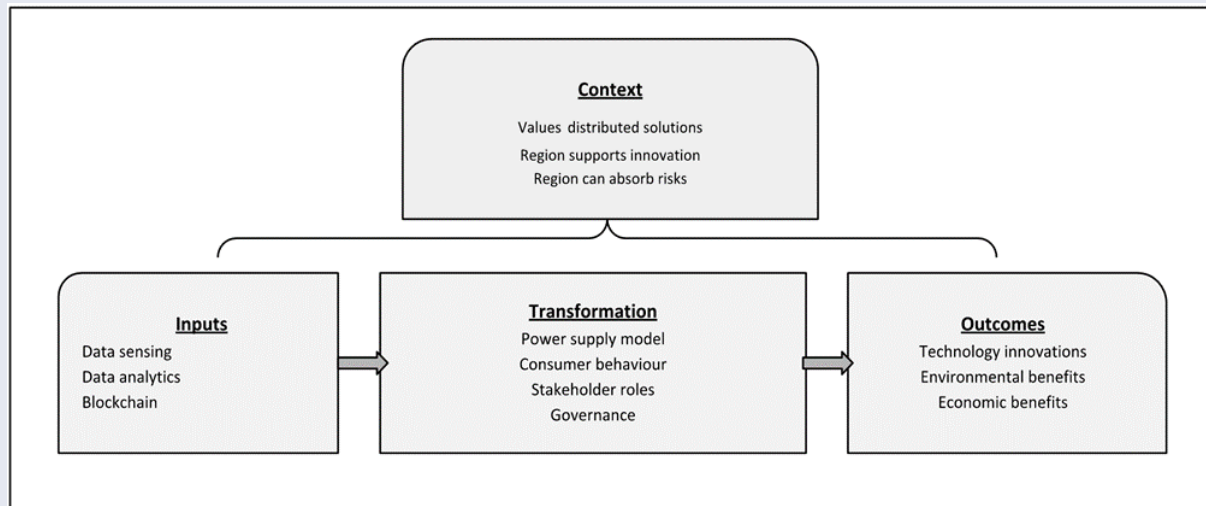 Context
Values distributed solutions
Region supports innovation
Region can absorb risks
Inputs
Data sensing
Data analytics
Blockchain
Transformation
Power supply model
Consumer behaviour
Stakeholder roles
Governance
Outcomes
Technology innovations
Environmental benefits
Economic benefits